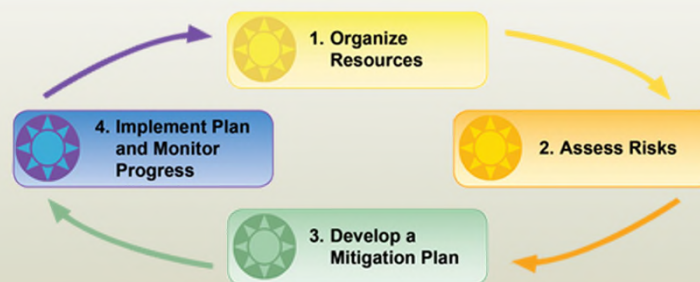 1. Organize
Resources
2. Assess Risks
3. Develop a
Mitigation Plan
4. Implement Plan
and Monitor
Progress